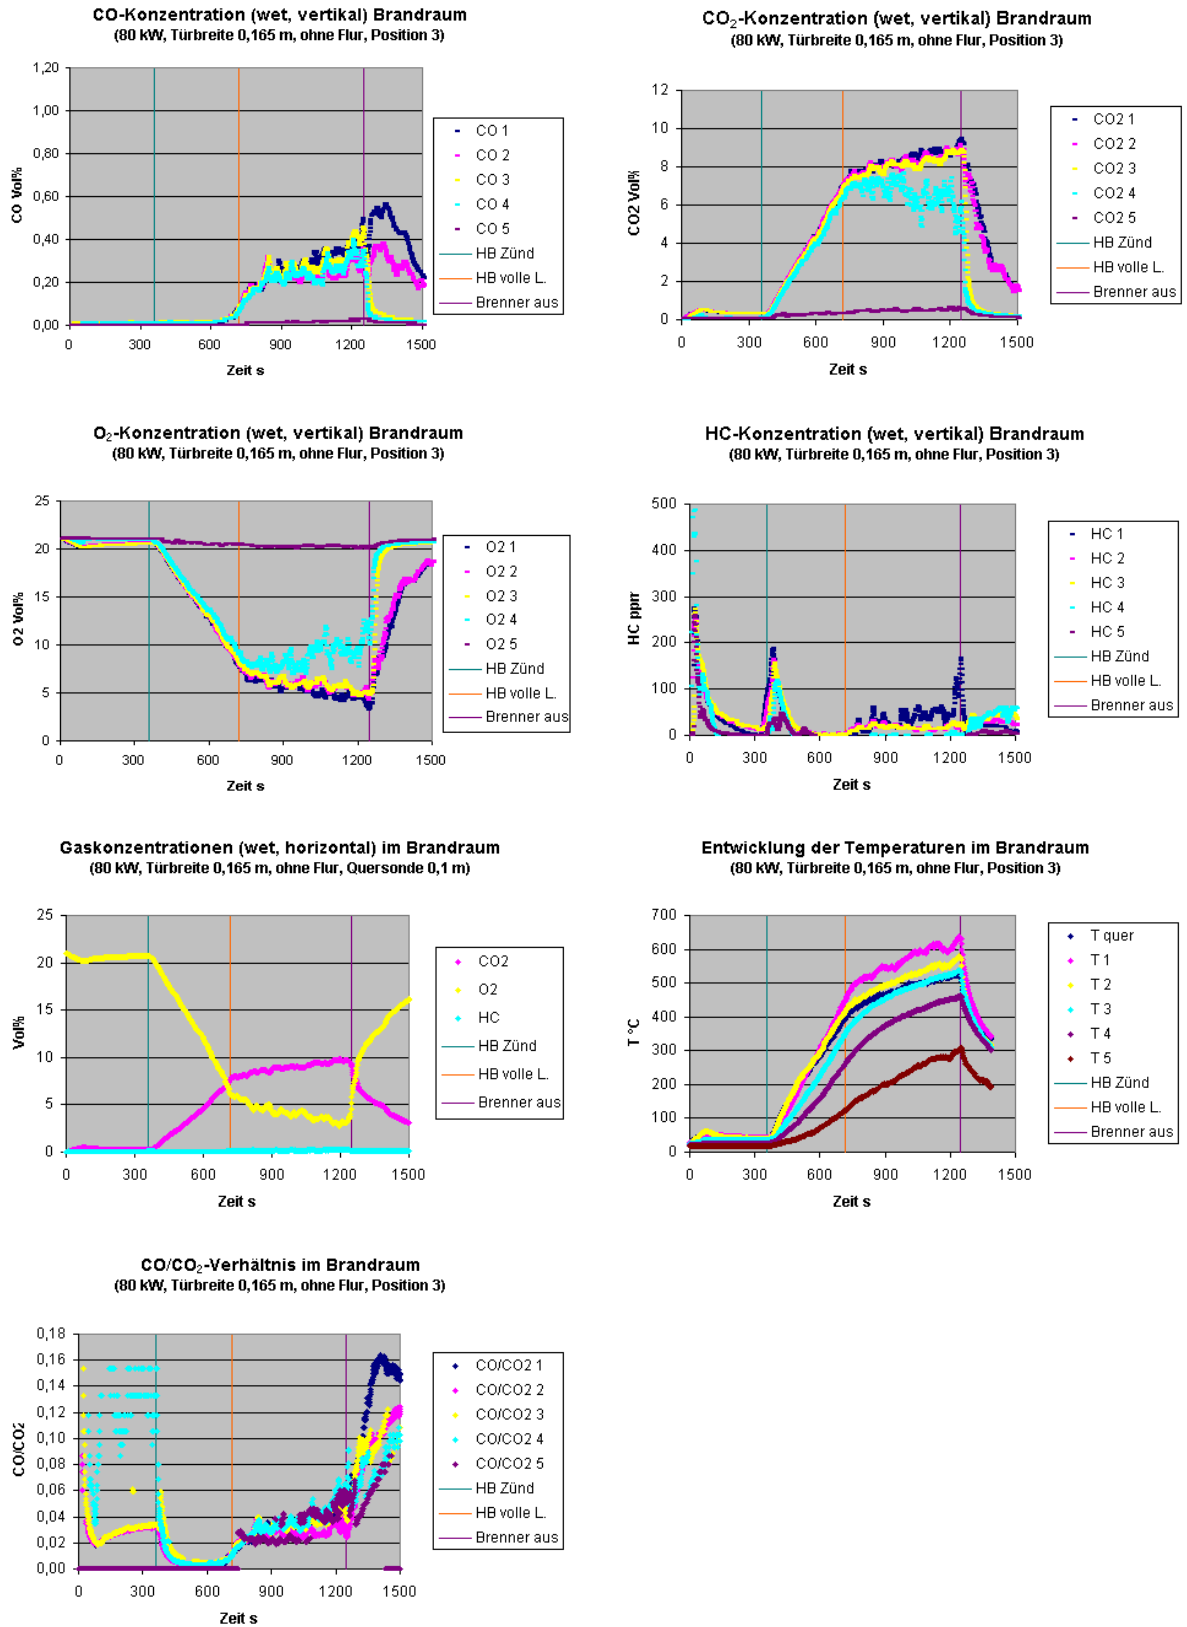 CO-Konzentration (wet, vertikal) Brandraum
(80 kW, Türbreite 0,165 m, ohne Flur, Position 3)
1,20
1,00
0,80
0,60
0,40
0,20
0,00
CO Vol%
0 300 600 900 1200 1500
Zeit s
CO 1
CO 2
CO 3
CO 4
CO 5
HB Zünd
HB volle L.
Brenner aus
CO₂-Konzentration (wet, vertikal) Brandraum
(80 kW, Türbreite 0,165 m, ohne Flur, Position 3)
12
10
8
6
4
2
0
CO2 Vol%
0 300 600 900 1200 1500
Zeit s
CO2 1
CO2 2
CO2 3
CO2 4
CO2 5
HB Zünd
HB volle L.
Brenner aus
O₂-Konzentration (wet, vertikal) Brandraum
(80 kW, Türbreite 0,165 m, ohne Flur, Position 3)
25
20
15
10
5
0
O2 Vol%
0 300 600 900 1200 1500
Zeit s
O2 1
O2 2
O2 3
O2 4
O2 5
HB Zünd
HB volle L.
Brenner aus
HC-Konzentration (wet, vertikal) Brandraum
(80 kW, Türbreite 0,165 m, ohne Flur, Position 3)
500
400
300
200
100
0
HC ppm
0 300 600 900 1200 1500
Zeit s
HC 1
HC 2
HC 3
HC 4
HC 5
HB Zünd
HB volle L.
Brenner aus
Gaskonzentrationen (wet, horizontal) im Brandraum
(80 kW, Türbreite 0,165 m, ohne Flur, Quersonde 0,1 m)
25
20
15
10
5
0
Vol%
0 300 600 900 1200 1500
Zeit s
CO2
O2
HC
HB Zünd
HB volle L.
Brenner aus
Entwicklung der Temperaturen im Brandraum
(80 kW, Türbreite 0,165 m, ohne Flur, Position 3)
700
600
500
400
300
200
100
0
T °C
0 300 600 900 1200 1500
Zeit s
T quer
T 1
T 2
T 3
T 4
T 5
HB Zünd
HB volle L.
Brenner aus
CO/CO₂-Verhältnis im Brandraum
(80 kW, Türbreite 0,165 m, ohne Flur, Position 3)
0,18
0,16
0,14
0,12
0,10
0,08
0,06
0,04
0,02
0,00
CO/CO2
0 300 600 900 1200 1500
Zeit s
CO/CO2 1
CO/CO2 2
CO/CO2 3
CO/CO2 4
CO/CO2 5
HB Zünd
HB volle L.
Brenner aus